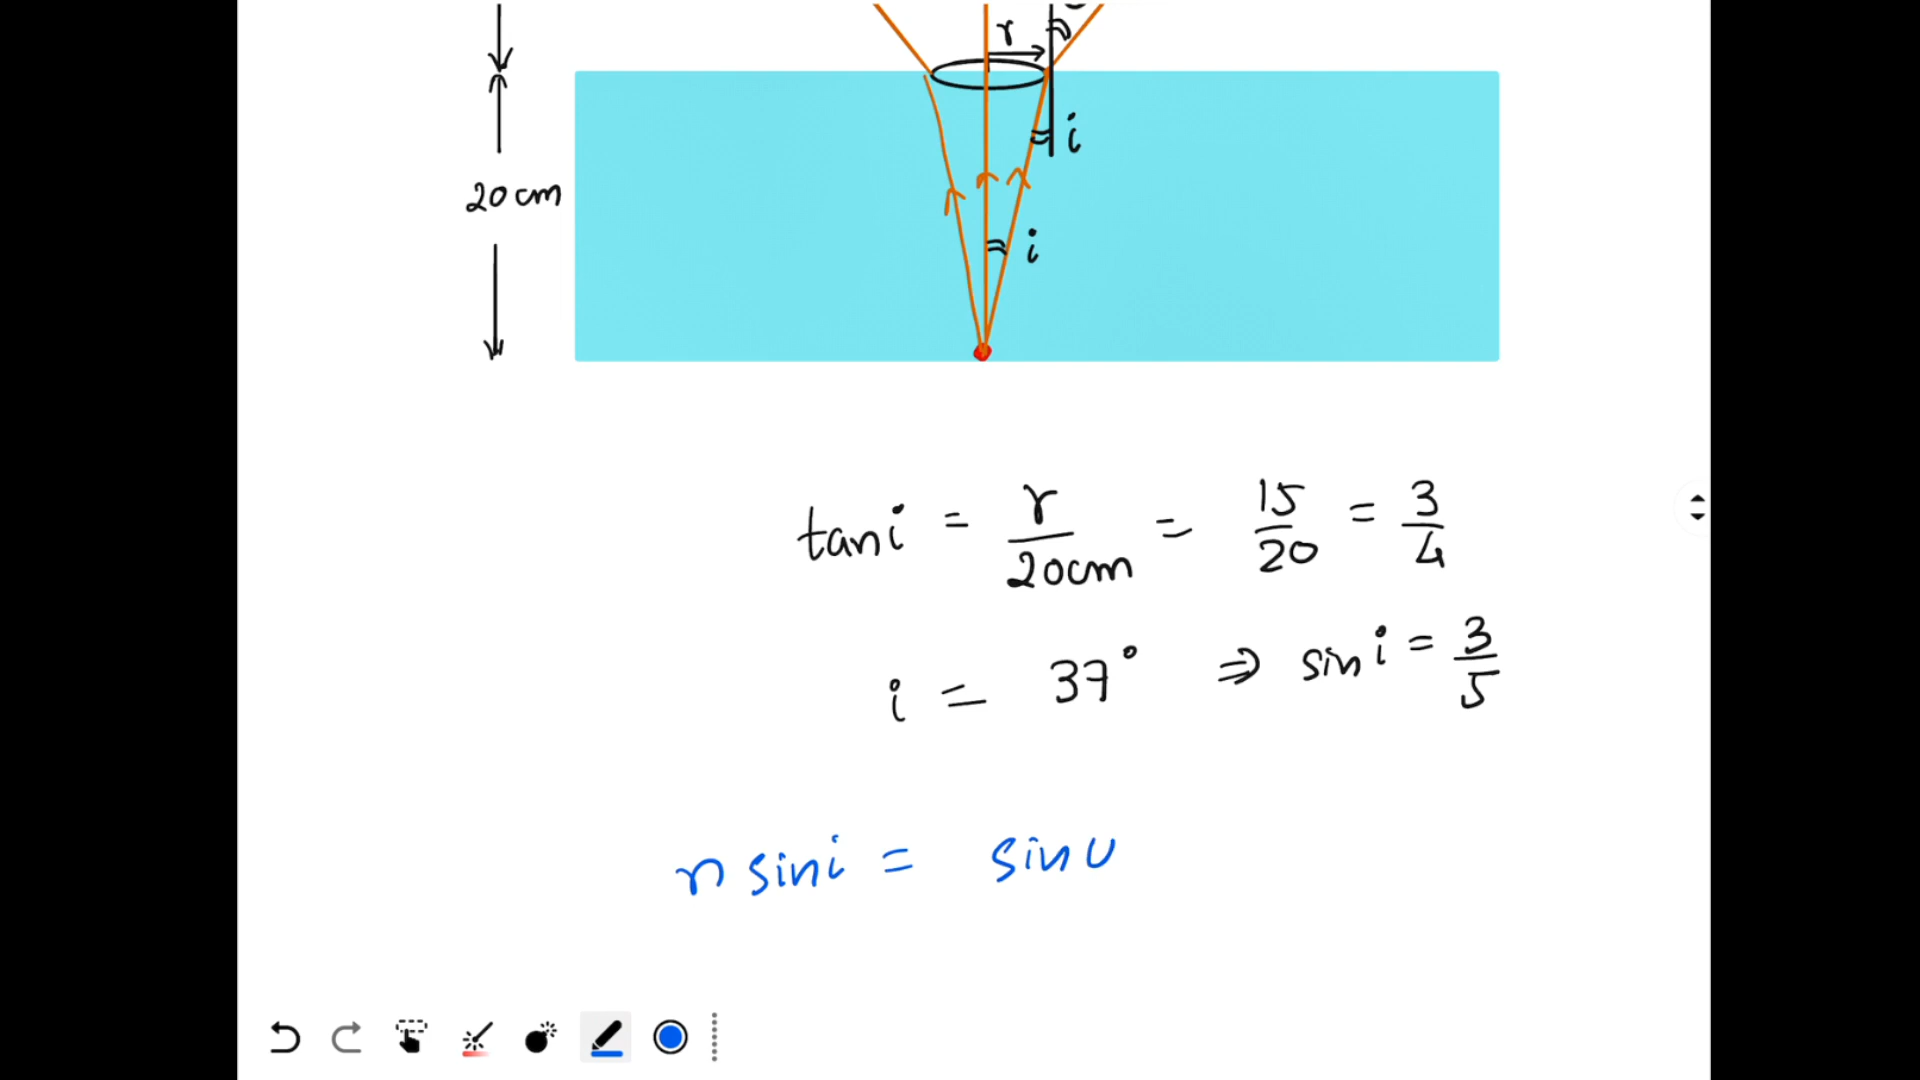 r
i
20 cm
i
tan i = r/20cm = 15/20 = 3/4
i = 37° ⇒ sin i = 3/5
n sin i = sin υ